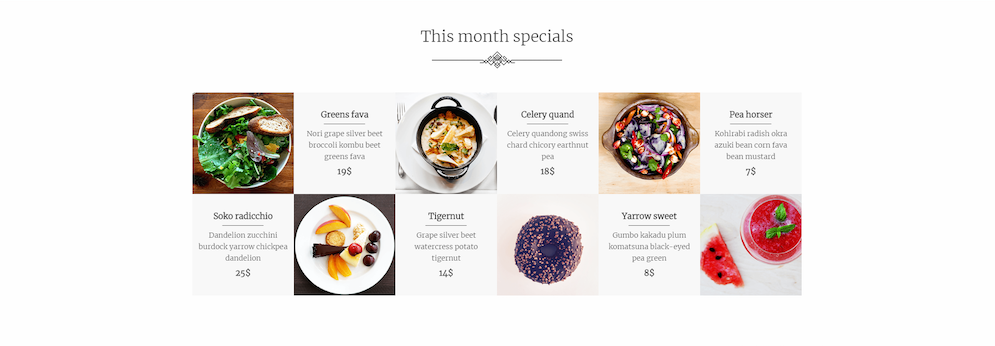 This month specials
Greens fava
Nori grape silver beet
broccoli kombu beet
greens fava
19$
Celery quand
Celery quandong swiss
chard chicory earthnut
pea
18$
Pea horser
Kohlrabi radish okra
azuki bean corn fava
bean mustard
7$
Soko radicchio
Dandelion zucchini
burdock yarrow chickpea
dandelion
25$
Tigernut
Grape silver beet
watercress potato
tigernut
14$
Yarrow sweet
Gumbo kakadu plum
komatsuna black-eyed
pea green
8$